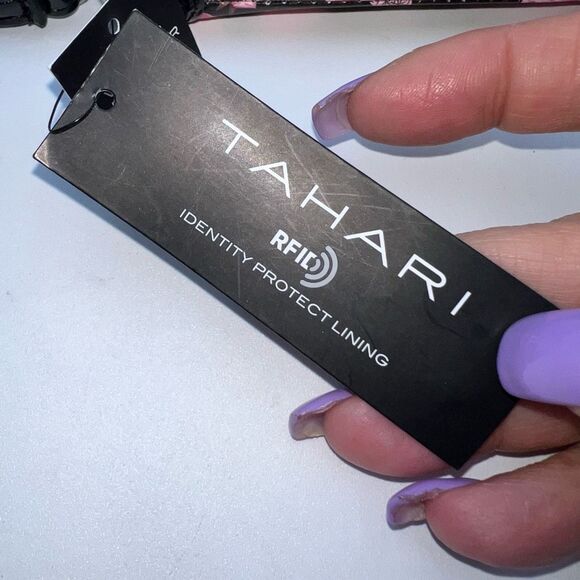 TAHARI
RFID
IDENTITY PROTECT LINING